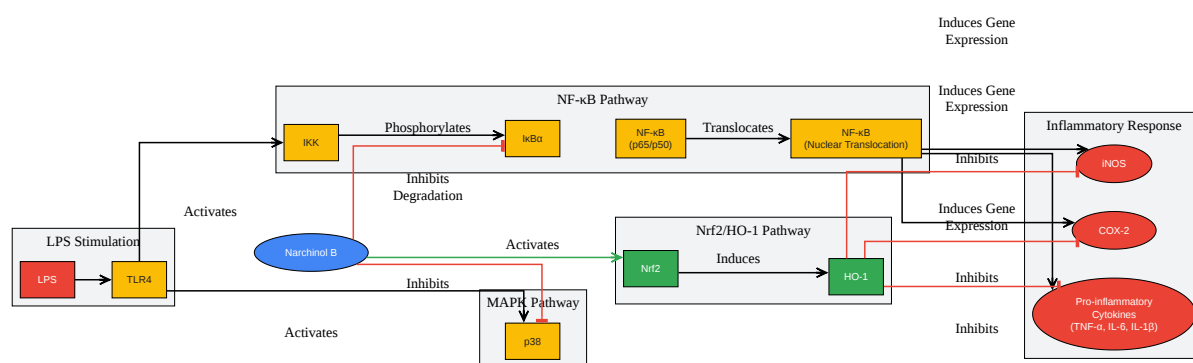 Induces Gene
Expression
Induces Gene
Expression
NF-κB Pathway
Inflammatory Response
IKK
Phosphorylates
IκBα
NF-κB
(p65/p50)
Translocates
NF-κB
(Nuclear Translocation)
Inhibits
iNOS
Inhibits
Degradation
Activates
Induces Gene
Expression
COX-2
LPS Stimulation
Nrf2/HO-1 Pathway
Narchinol B
Activates
Nrf2
Induces
HO-1
LPS
TLR4
Inhibits
Inhibits
MAPK Pathway
Pro-inflammatory
Cytokines
(TNF-α, IL-6, IL-1β)
Activates
p38
Inhibits